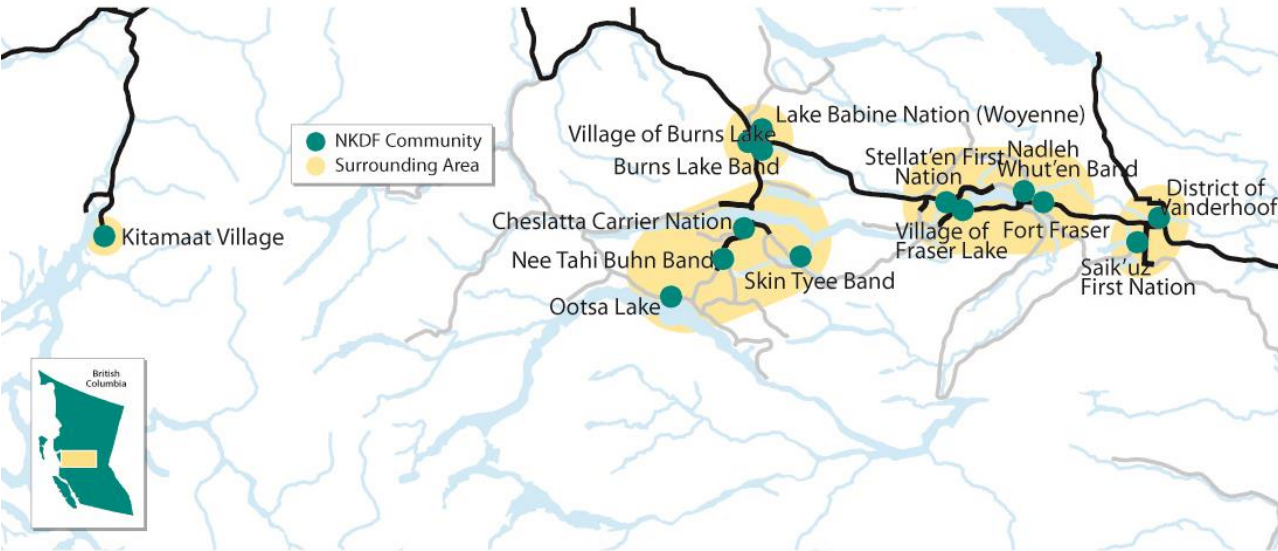 Lake Babine Nation (Woyenne)
NKDF Community
Surrounding Area
Village of Burns Lake
Burns Lake Band
Stellat'en First
Nation
Nadleh
Whut'en Band
District of
Vanderhoof
Kitamaat Village
Cheslatta Carrier Nation
Nee Tahi Buhn Band
Skin Tyee Band
Ootsa Lake
Village of
Fraser Lake
Fort Fraser
Saik'uz
First Nation
British
Columbia